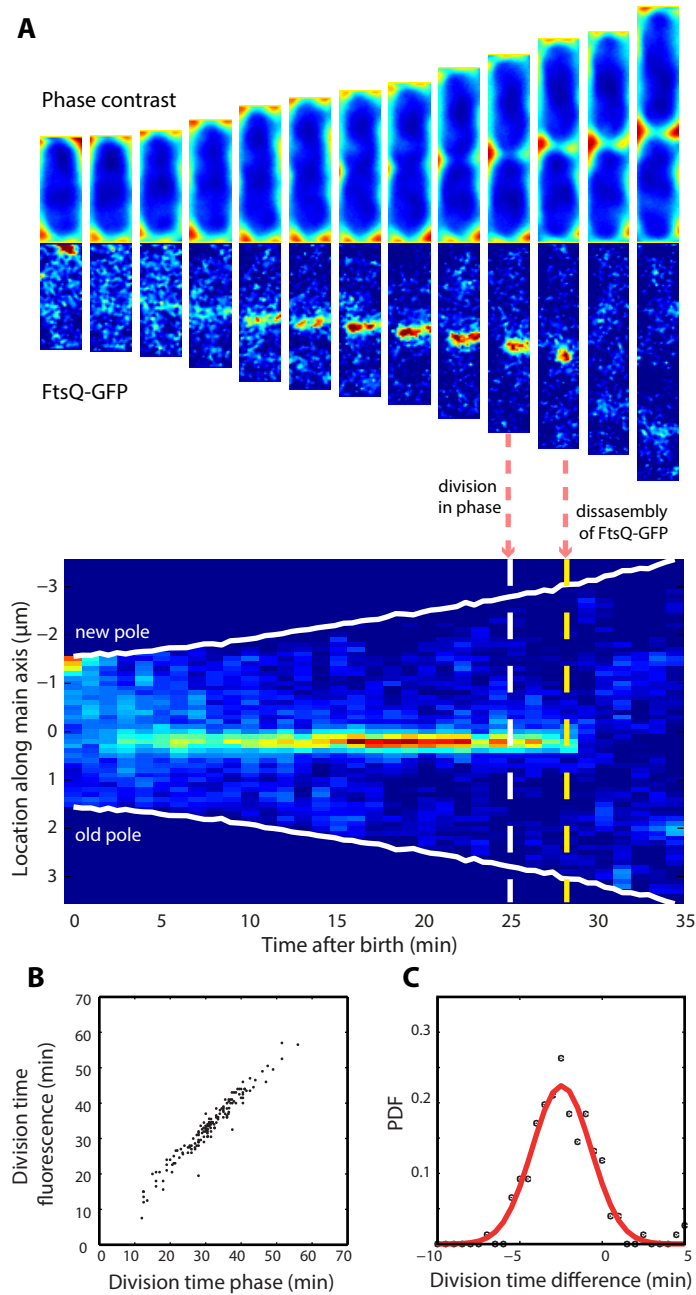 A
Phase contrast
FtsQ-GFP
division
in phase
dissasembly
of FtsQ-GFP
Location along main axis (μm)
−3
−2
−1
0
1
2
3
new pole
old pole
0 5 10 15 20 25 30 35
Time after birth (min)
B
Division time
fluorescence (min)
70
60
50
40
30
20
10
0
0 10 20 30 40 50 60 70
Division time phase (min)
C
PDF
0.3
0.2
0.1
−10 −5 0 5
Division time difference (min)